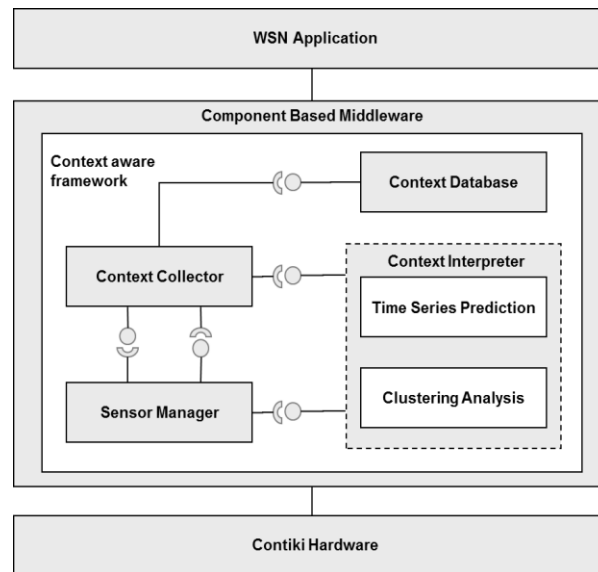 WSN Application
Component Based Middleware
Context aware
framework
Context Database
Context Collector
Context Interpreter
Time Series Prediction
Sensor Manager
Clustering Analysis
Contiki Hardware